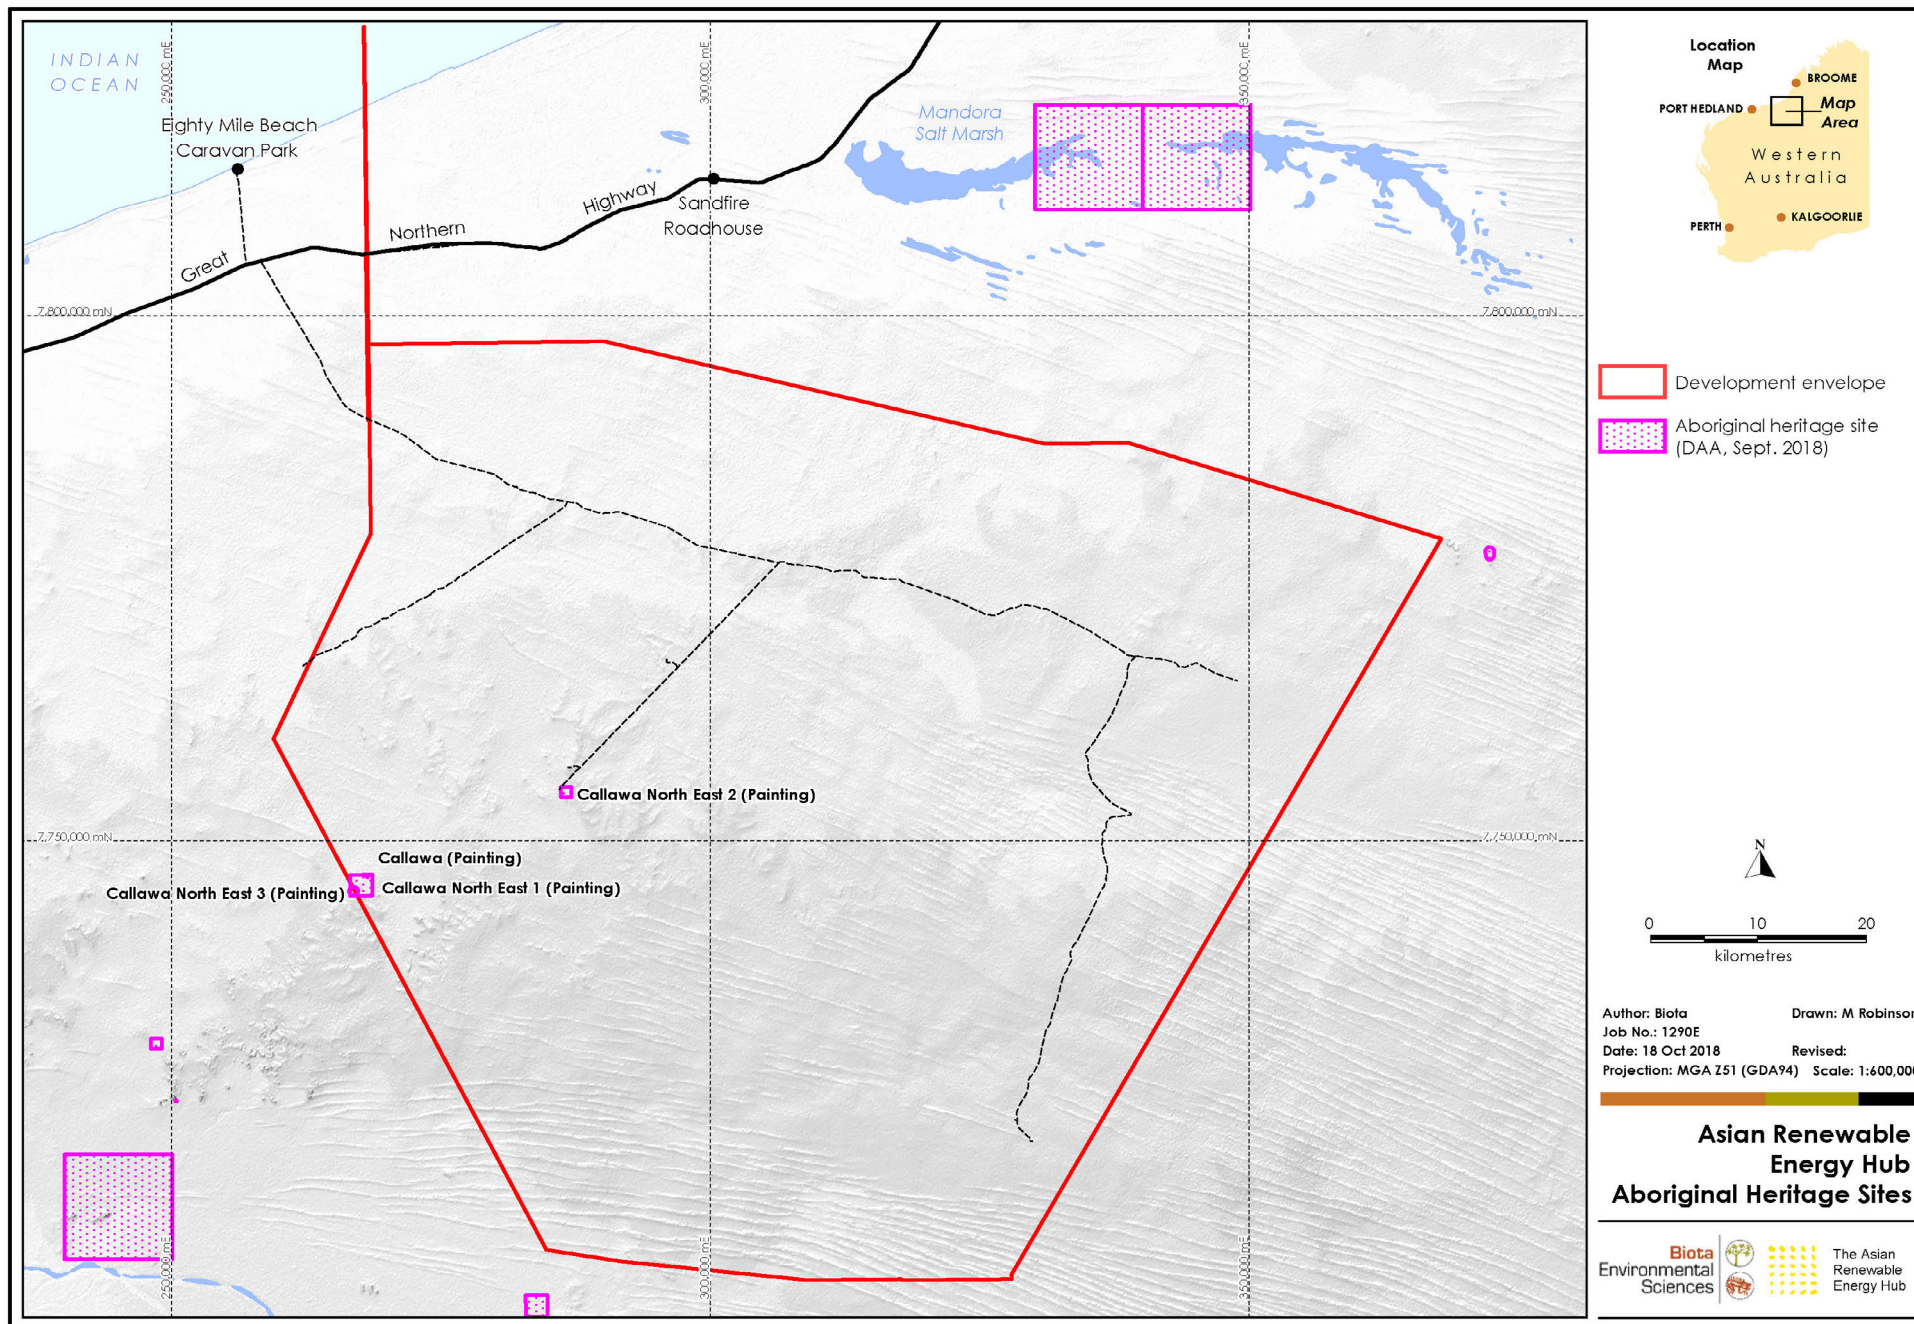 INDIAN
OCEAN
250,000 mE
300,000 mE
350,000 mE
Eighty Mile Beach
Caravan Park
Mandora
Salt Marsh
Great
Northern
Highway
Sandfire
Roadhouse
7,800,000 mN
7,800,000 mN
Callawa North East 2 (Painting)
7,750,000 mN
7,750,000 mN
Callawa (Painting)
Callawa North East 3 (Painting)
Callawa North East 1 (Painting)
250,000 mE
300,000 mE
350,000 mE
Location
Map
BROOME
PORT HEDLAND
Map
Area
Western
Australia
KALGOORLIE
PERTH
Development envelope
Aboriginal heritage site
(DAA, Sept. 2018)
N
0 10 20
kilometres
Author: Biota Drawn: M Robinson
Job No.: 1290E
Date: 18 Oct 2018 Revised:
Projection: MGA Z51 (GDA94) Scale: 1:600,000
Asian Renewable
Energy Hub
Aboriginal Heritage Sites
Biota
Environmental
Sciences
The Asian
Renewable
Energy Hub